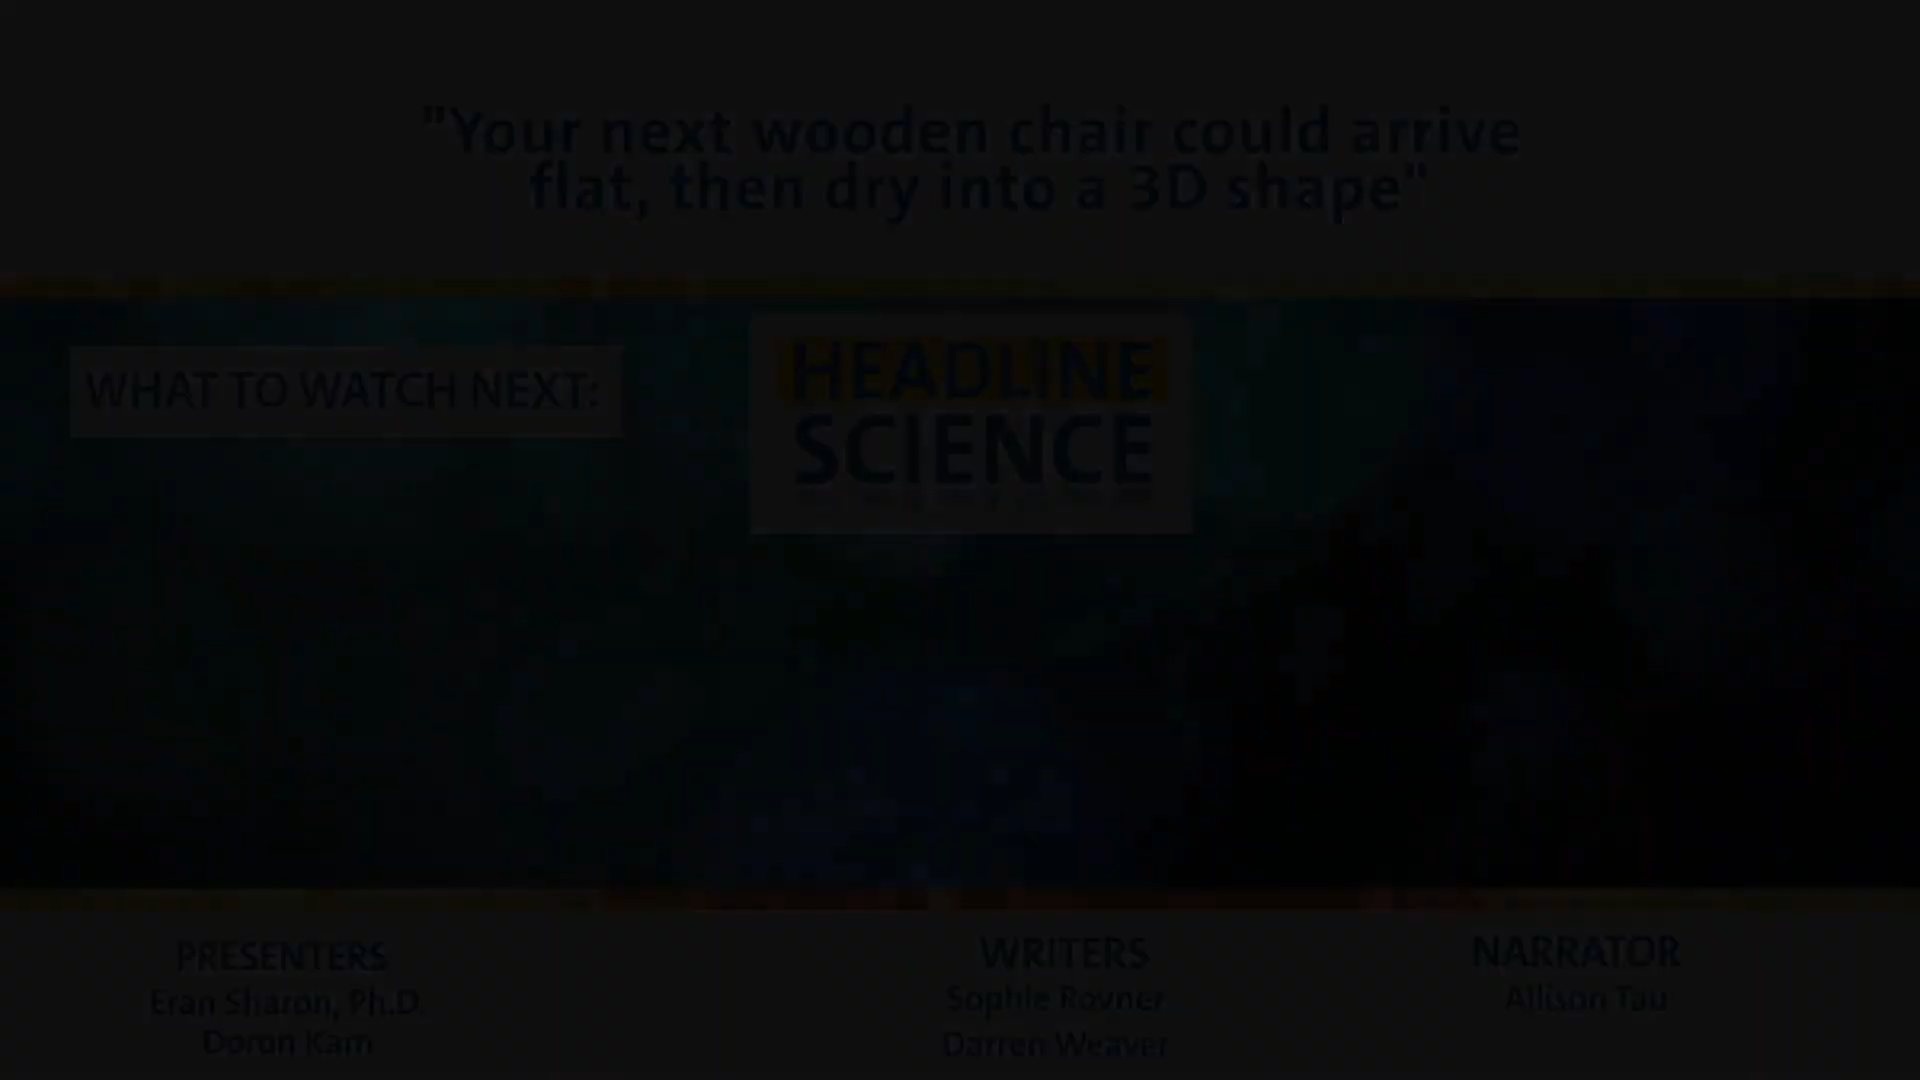 "Your next wooden chair could arrive
flat, then dry into a 3D shape"
WHAT TO WATCH NEXT:
HEADLINE
SCIENCE
PRESENTERS
Eran Sharon, Ph.D.
Doron Kam
WRITERS
Sophie Rovner
Darren Weaver
NARRATOR
Allison Tau